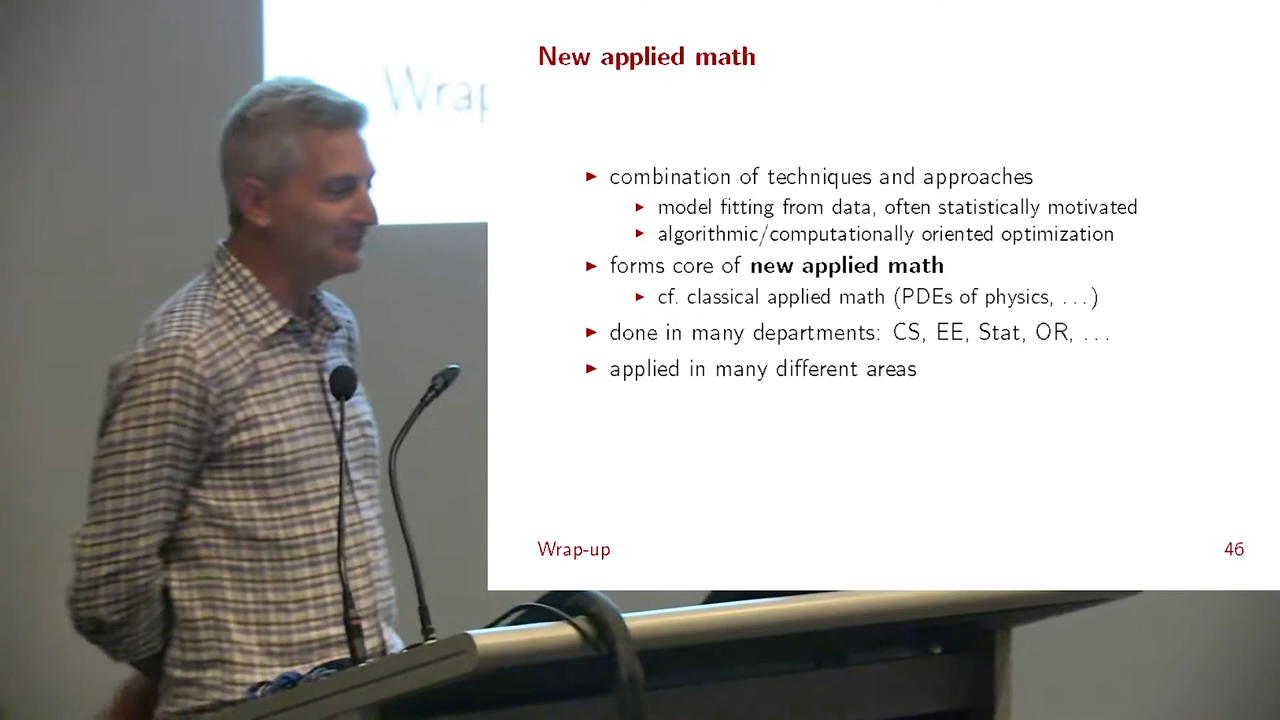 New applied math
combination of techniques and approaches
model fitting from data, often statistically motivated
algorithmic/computationally oriented optimization
forms core of new applied math
cf. classical applied math (PDEs of physics, ...)
done in many departments: CS, EE, Stat, OR, ...
applied in many different areas
Wrap-up
46